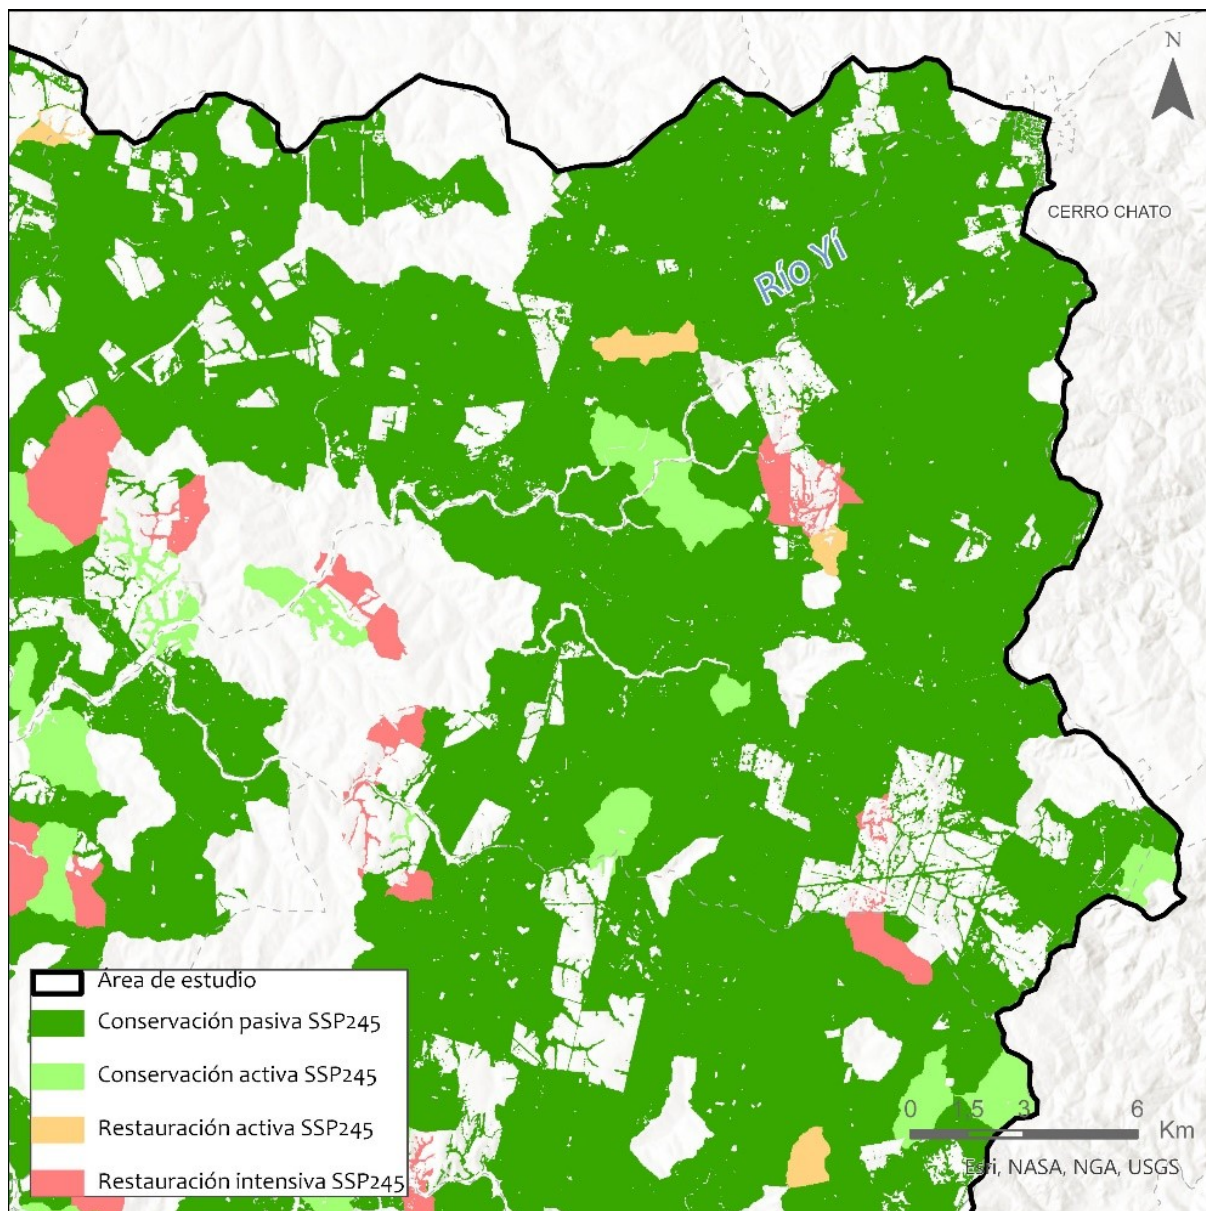 N
CERRO CHATO
Río Yí
Área de estudio
Conservación pasiva SSP245
Conservación activa SSP245
Restauración activa SSP245
Restauración intensiva SSP245
0 1.5 3 6
Km
Esri, NASA, NGA, USGS